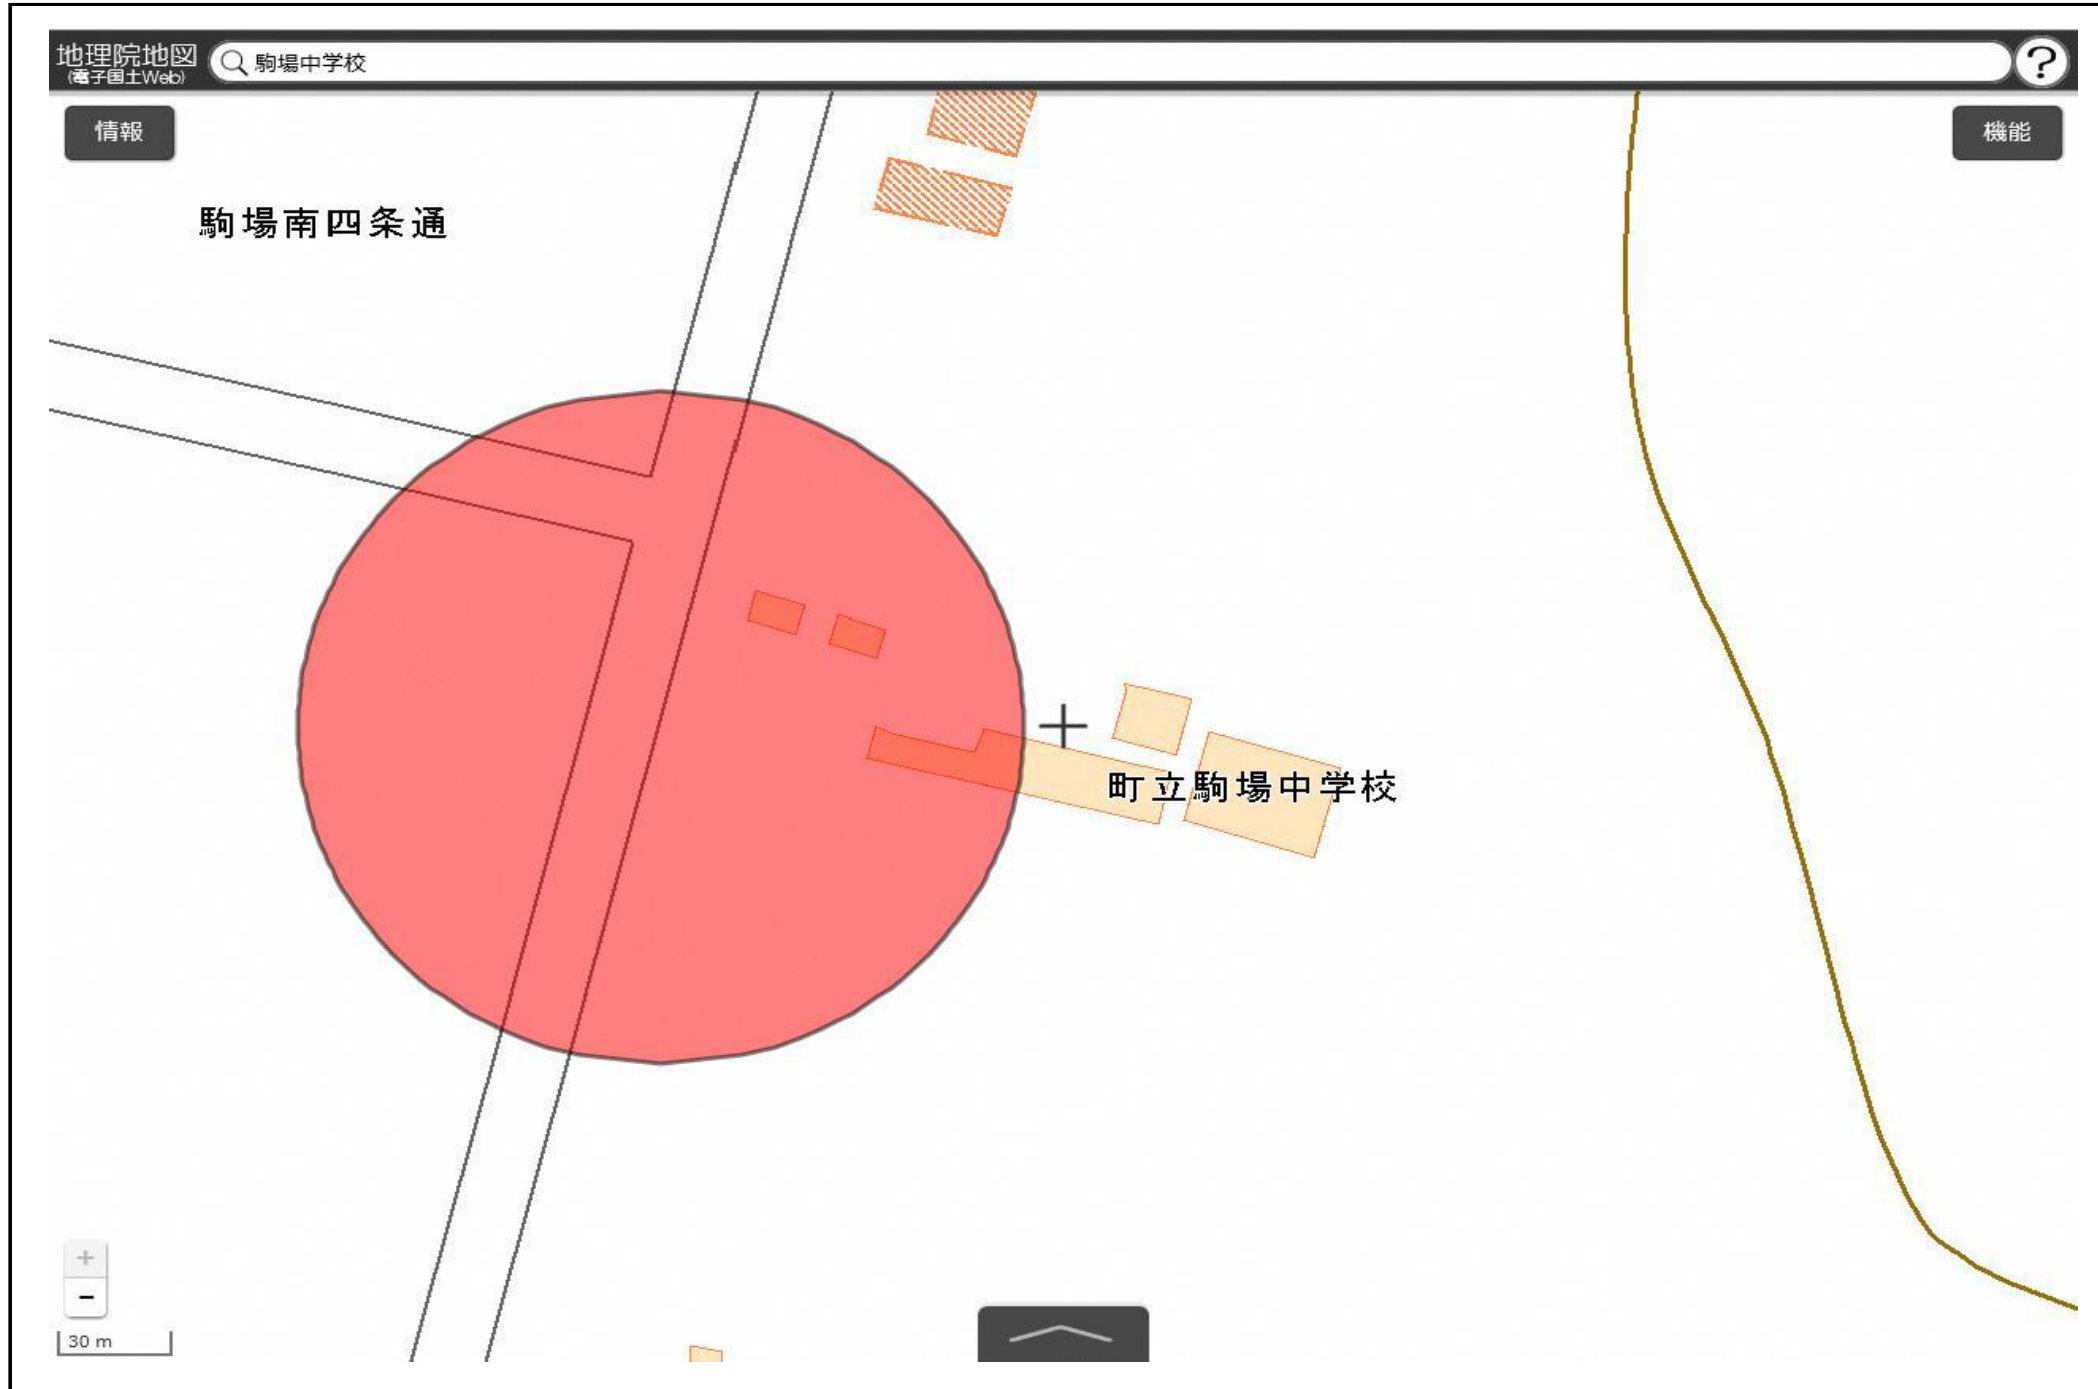 地理院地図
(電子国土Web)
駒場中学校
?
情報
機能
駒場南四条通
町立駒場中学校
+
−
30 m